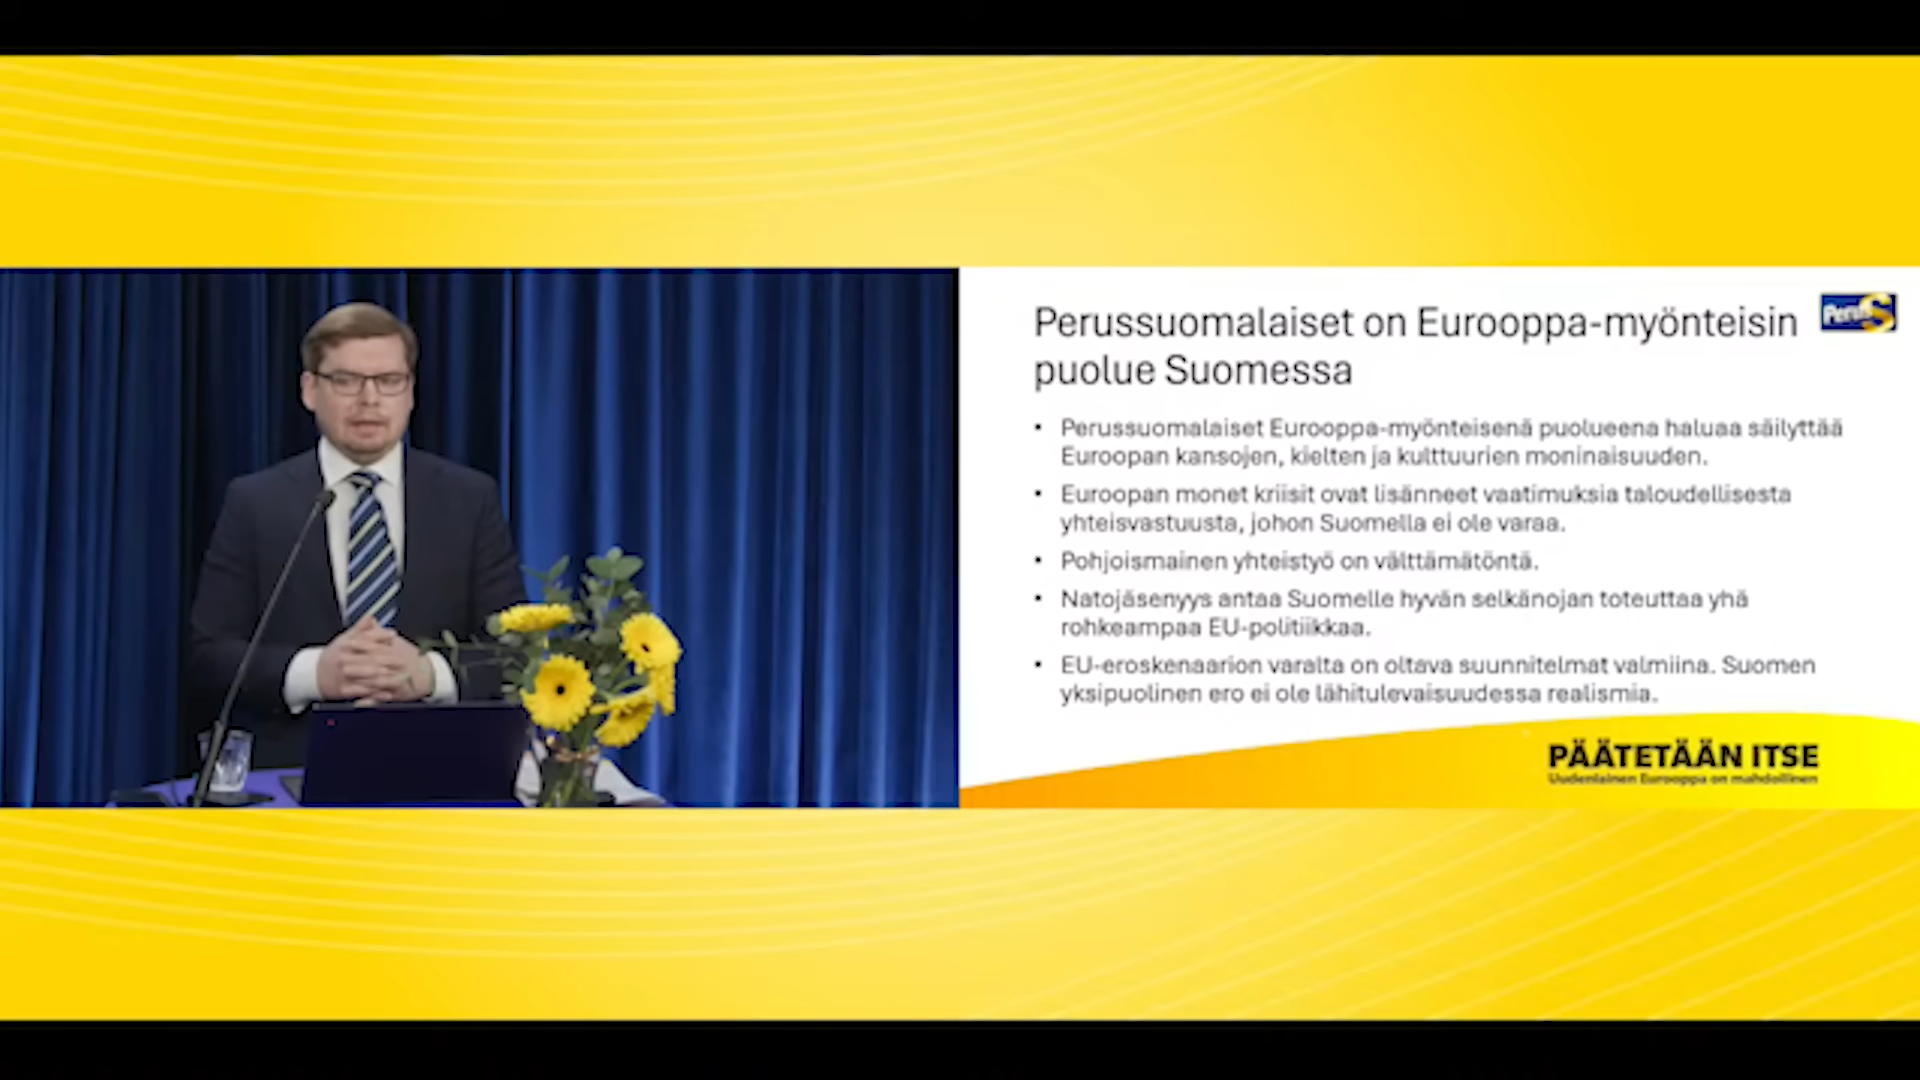 Perussuomalaiset on Eurooppa-myönteisin
puolue Suomessa
PeruS
• Perussuomalaiset Eurooppa-myönteisenä puolueena haluaa säilyttää
Euroopan kansojen, kielten ja kulttuurien moninaisuuden.
• Euroopan monet kriisit ovat lisänneet vaatimuksia taloudellisesta
yhteisvastuusta, johon Suomella ei ole varaa.
• Pohjoismainen yhteistyö on välttämätöntä.
• Natojäsenyys antaa Suomelle hyvän selkänojan toteuttaa yhä
rohkeampaa EU-politiikkaa.
• EU-eroskenaarion varalta on oltava suunnitelmat valmiina. Suomen
yksipuolinen ero ei ole lähitulevaisuudessa realismia.
PÄÄTETÄÄN ITSE
Uudenlainen Eurooppa on mahdollinen